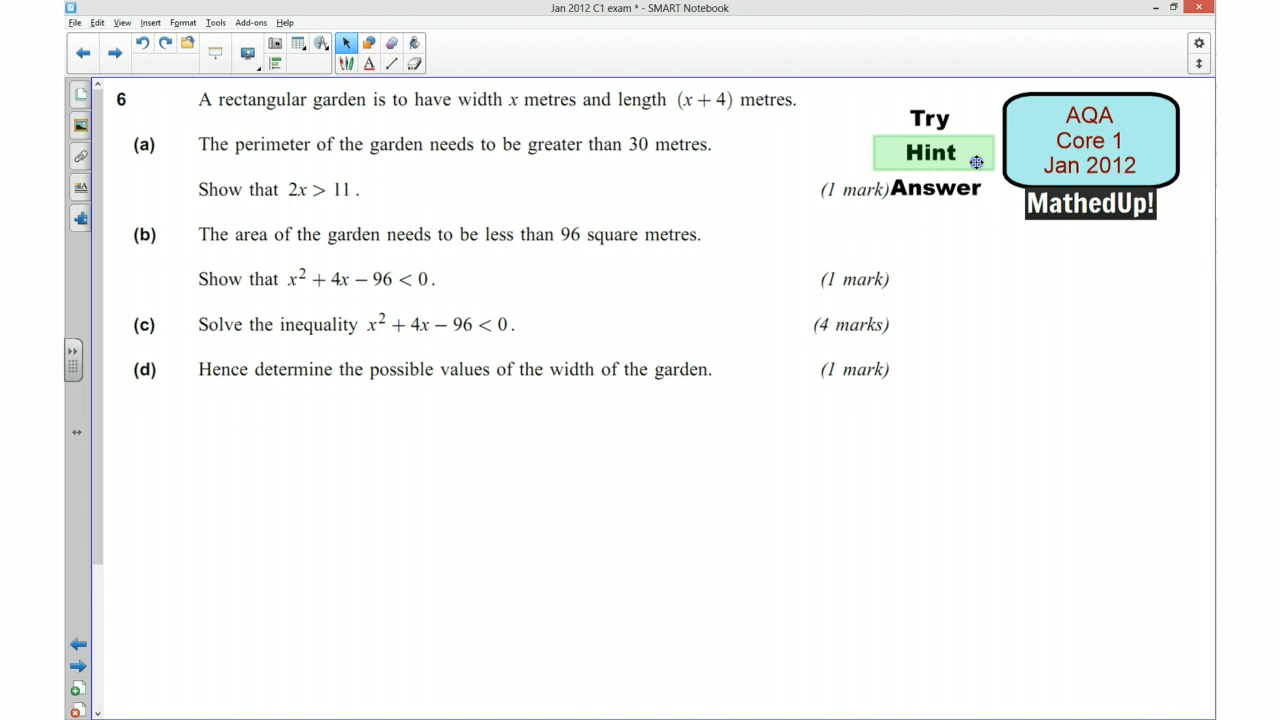 Jan 2012 C1 exam * - SMART Notebook
File Edit View Insert Format Tools Add-ons Help
6 A rectangular garden is to have width x metres and length (x + 4) metres.
(a) The perimeter of the garden needs to be greater than 30 metres.
Show that 2x > 11 . (1 mark)
(b) The area of the garden needs to be less than 96 square metres.
Show that x² + 4x − 96 < 0 . (1 mark)
(c) Solve the inequality x² + 4x − 96 < 0 . (4 marks)
(d) Hence determine the possible values of the width of the garden. (1 mark)
Try
Hint
Answer
AQA
Core 1
Jan 2012
MathedUp!